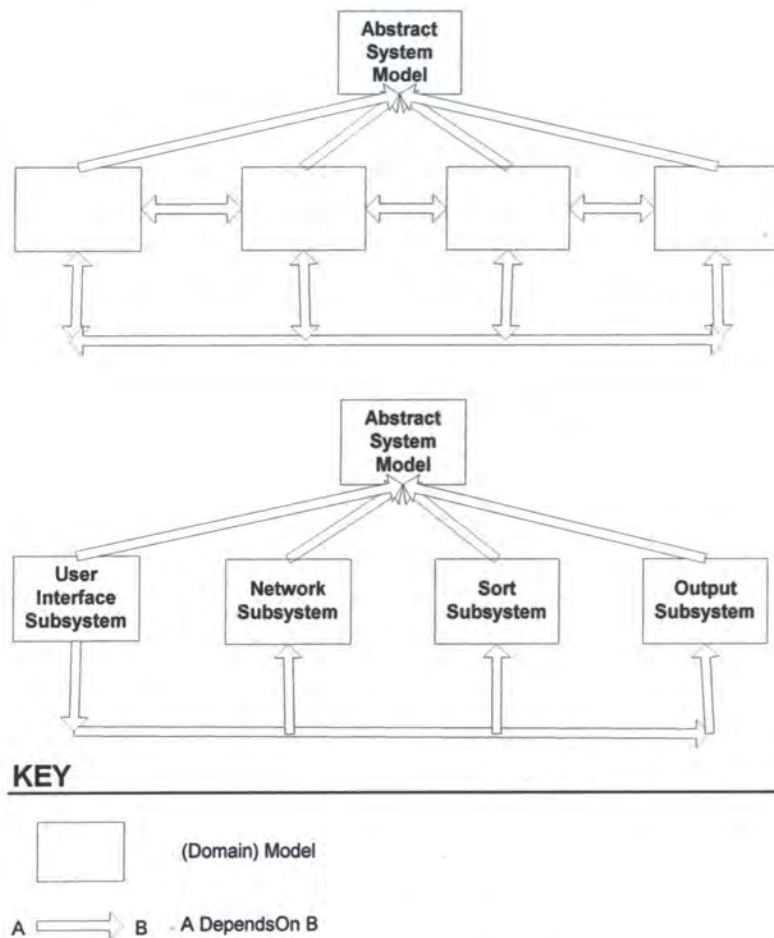 Abstract
System
Model
Abstract
System
Model
User
Interface
Subsystem
Network
Subsystem
Sort
Subsystem
Output
Subsystem
KEY
(Domain) Model
A B A DependsOn B